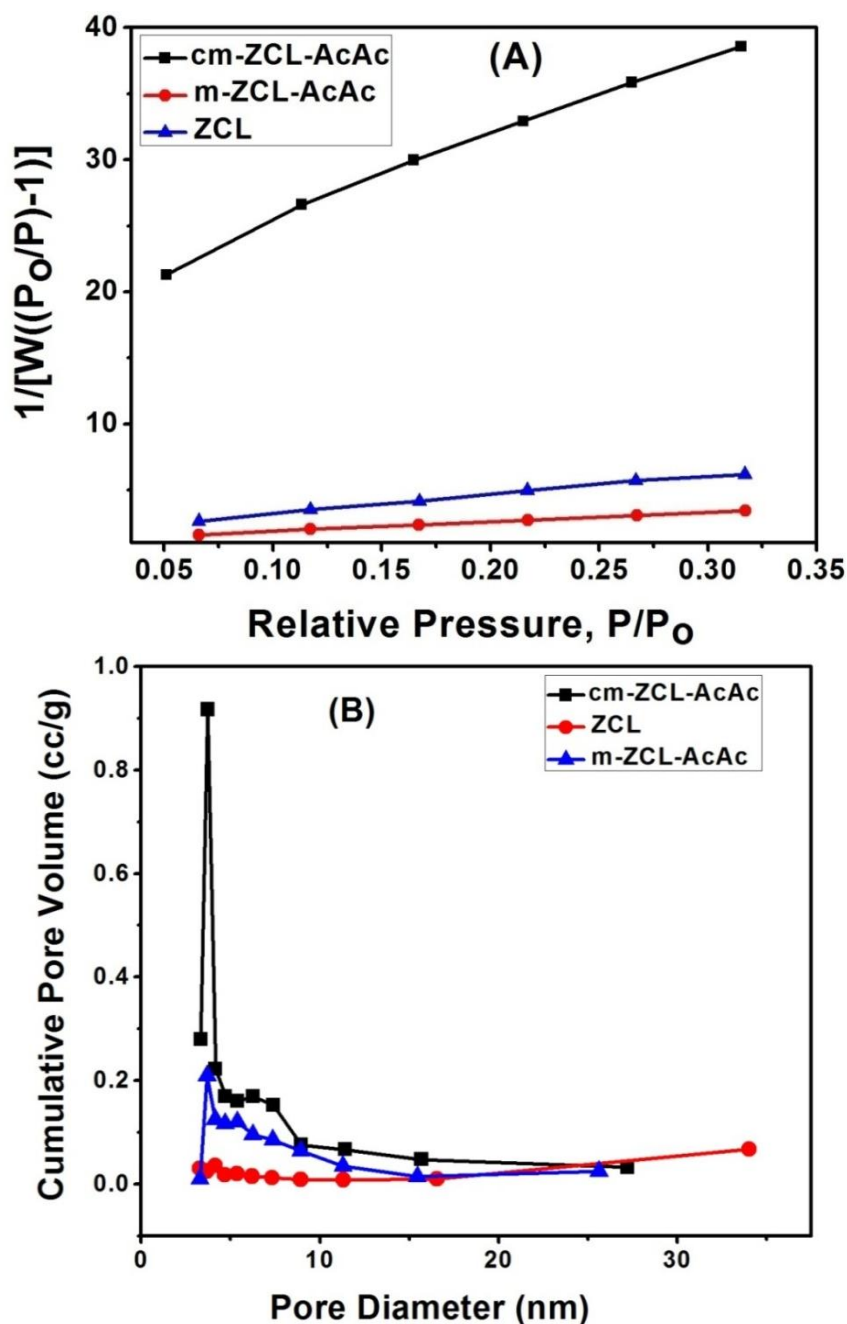 40
30
20
10
1/[W((PO/P)-1)]
cm-ZCL-AcAc
m-ZCL-AcAc
ZCL
(A)
0.05 0.10 0.15 0.20 0.25 0.30 0.35
Relative Pressure, P/PO
1.0
0.8
0.6
0.4
0.2
0.0
Cumulative Pore Volume (cc/g)
(B)
cm-ZCL-AcAc
ZCL
m-ZCL-AcAc
0 10 20 30
Pore Diameter (nm)